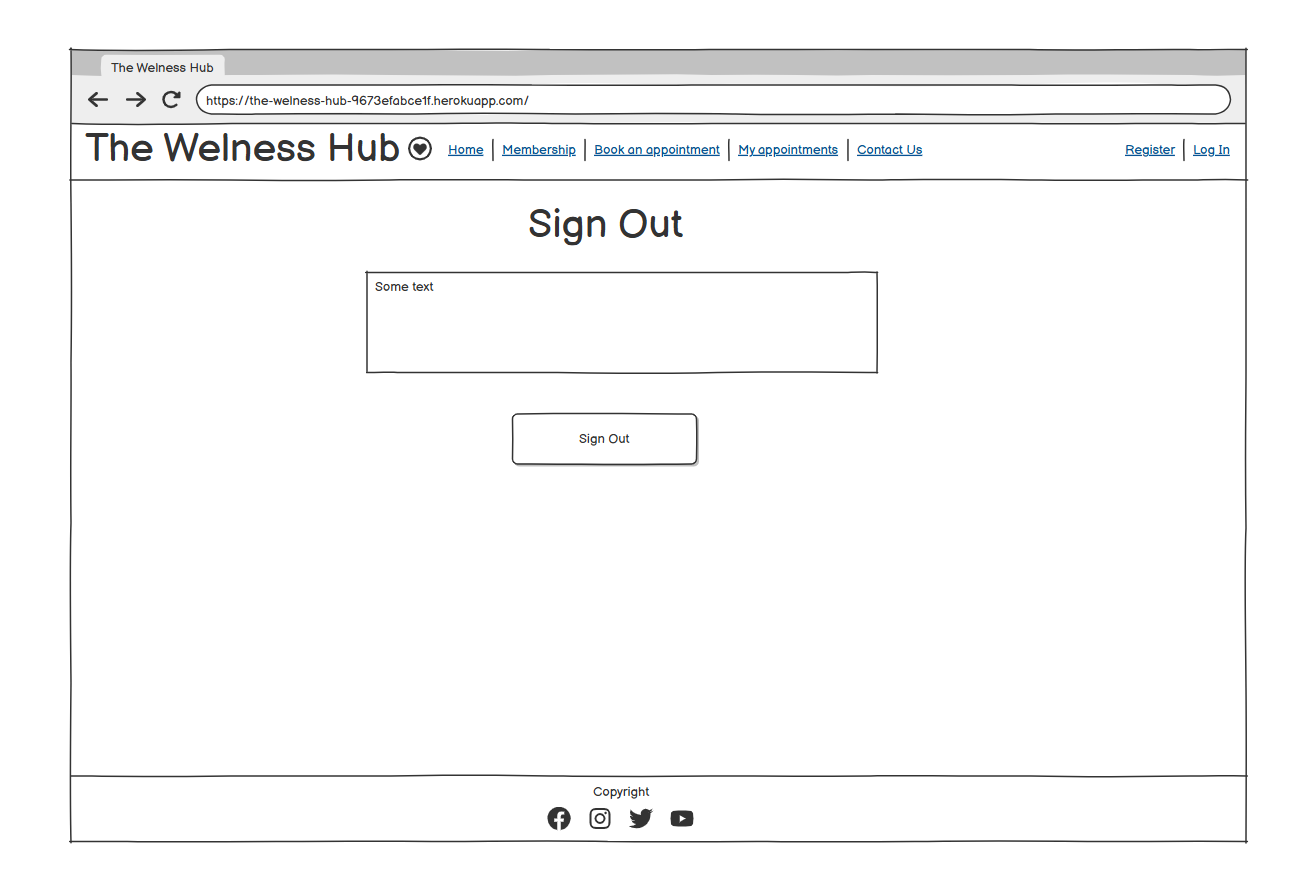 The Welness Hub
https://the-welness-hub-9673efabce1f.herokuapp.com/
The Welness Hub Home Membership Book an appointment My appointments Contact Us Register Log In
Sign Out
Some text
Sign Out
Copyright